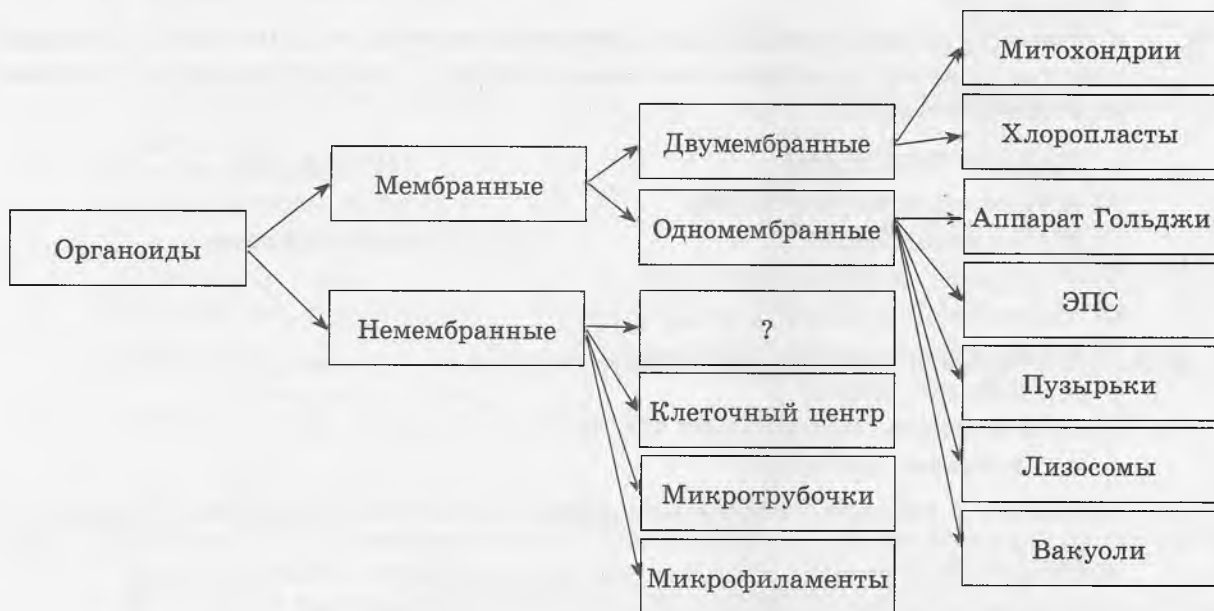 Органоиды
Мембранные
Немембранные
Двумембранные
Одномембранные
?
Клеточный центр
Микротрубочки
Микрофиламенты
Митохондрии
Хлоропласты
Аппарат Гольджи
ЭПС
Пузырьки
Лизосомы
Вакуоли